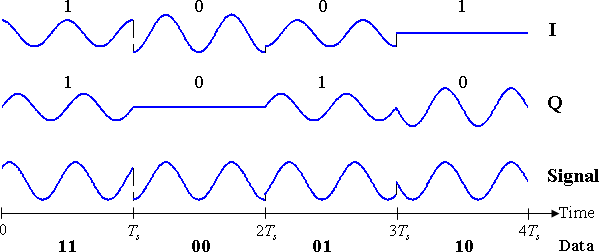 1 0 0 1
I
1 0 1 0
Q
Signal
Time
0 Ts 2Ts 3Ts 4Ts
11 00 01 10 Data